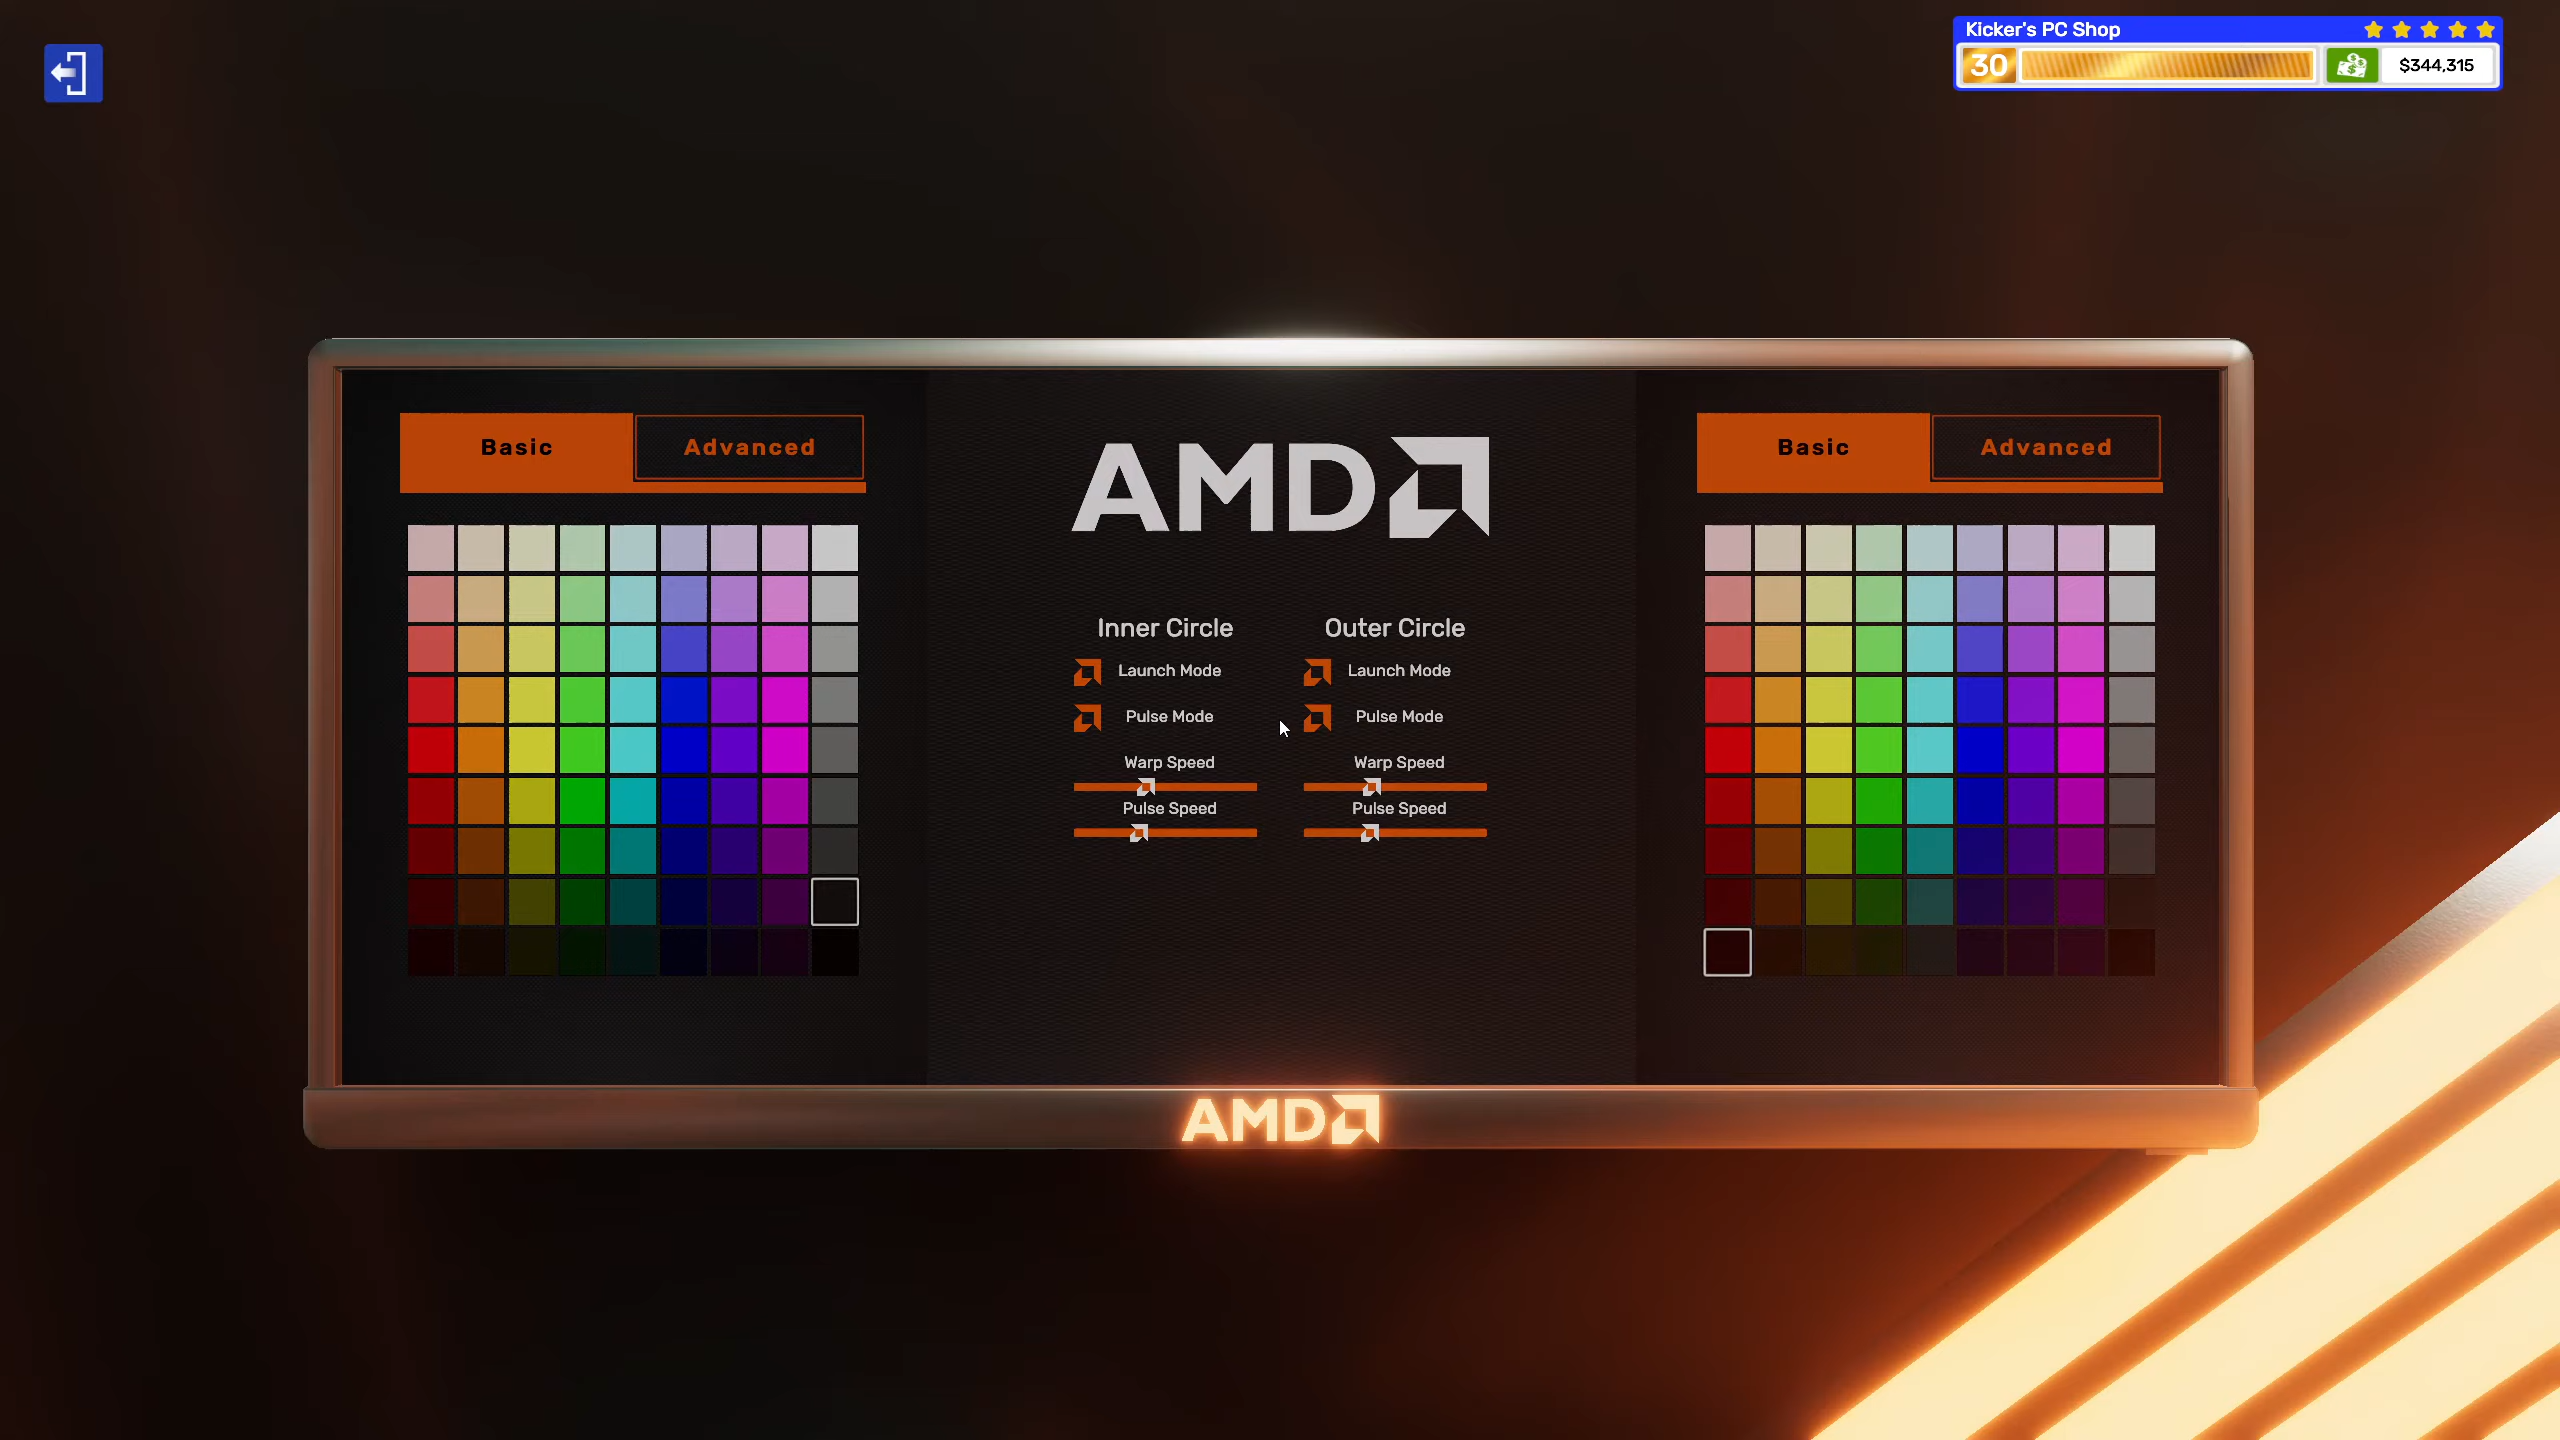 Kicker's PC Shop
30
$344,315
Basic
Advanced
AMD
Basic
Advanced
Inner Circle
Outer Circle
Launch Mode
Launch Mode
Pulse Mode
Pulse Mode
Warp Speed
Warp Speed
Pulse Speed
Pulse Speed
AMD